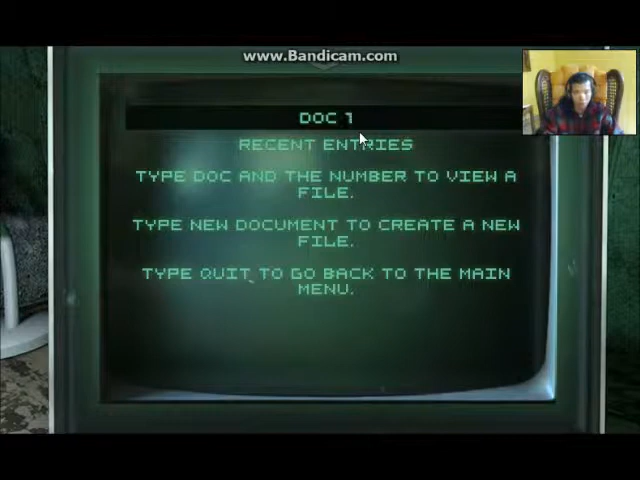 www.Bandicam.com
DOC 1
RECENT ENTRIES
TYPE DOC AND THE NUMBER TO VIEW A
FILE.
TYPE NEW DOCUMENT TO CREATE A NEW
FILE.
TYPE QUIT TO GO BACK TO THE MAIN
MENU.